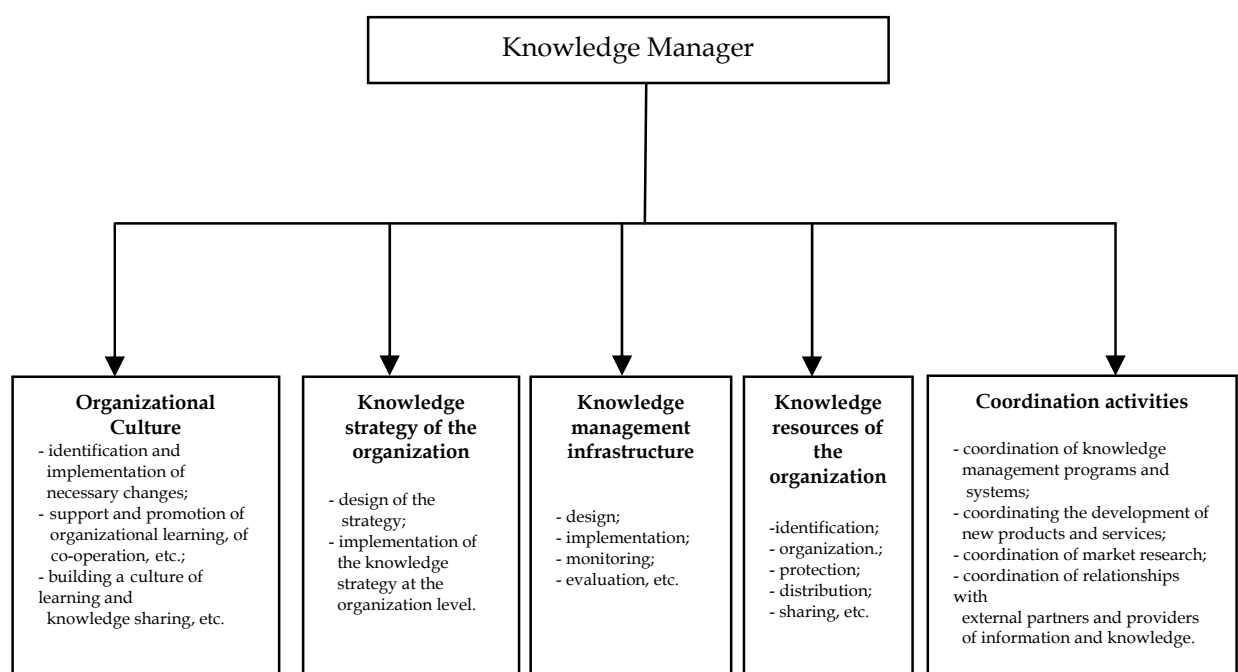 Knowledge Manager
Organizational
Culture
- identification and
implementation of
necessary changes;
- support and promotion of
organizational learning, of
co-operation, etc.;
- building a culture of
learning and
knowledge sharing, etc.
Knowledge
strategy of the
organization
- design of the
strategy;
- implementation of
the knowledge
strategy at the
organization level.
Knowledge
management
infrastructure
- design;
- implementation;
- monitoring;
- evaluation, etc.
Knowledge
resources of
the
organization
-identification;
- organization.;
- protection;
- distribution;
- sharing, etc.
Coordination activities
- coordination of knowledge
management programs and
systems;
- coordinating the development of
new products and services;
- coordination of market research;
- coordination of relationships
with
external partners and providers
of information and knowledge.